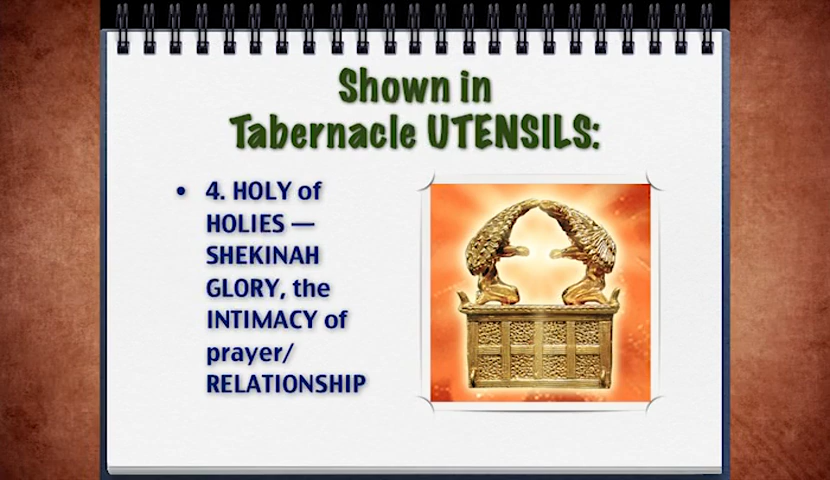 Shown in
Tabernacle UTENSILS:
• 4. HOLY of
HOLIES —
SHEKINAH
GLORY, the
INTIMACY of
prayer/
RELATIONSHIP